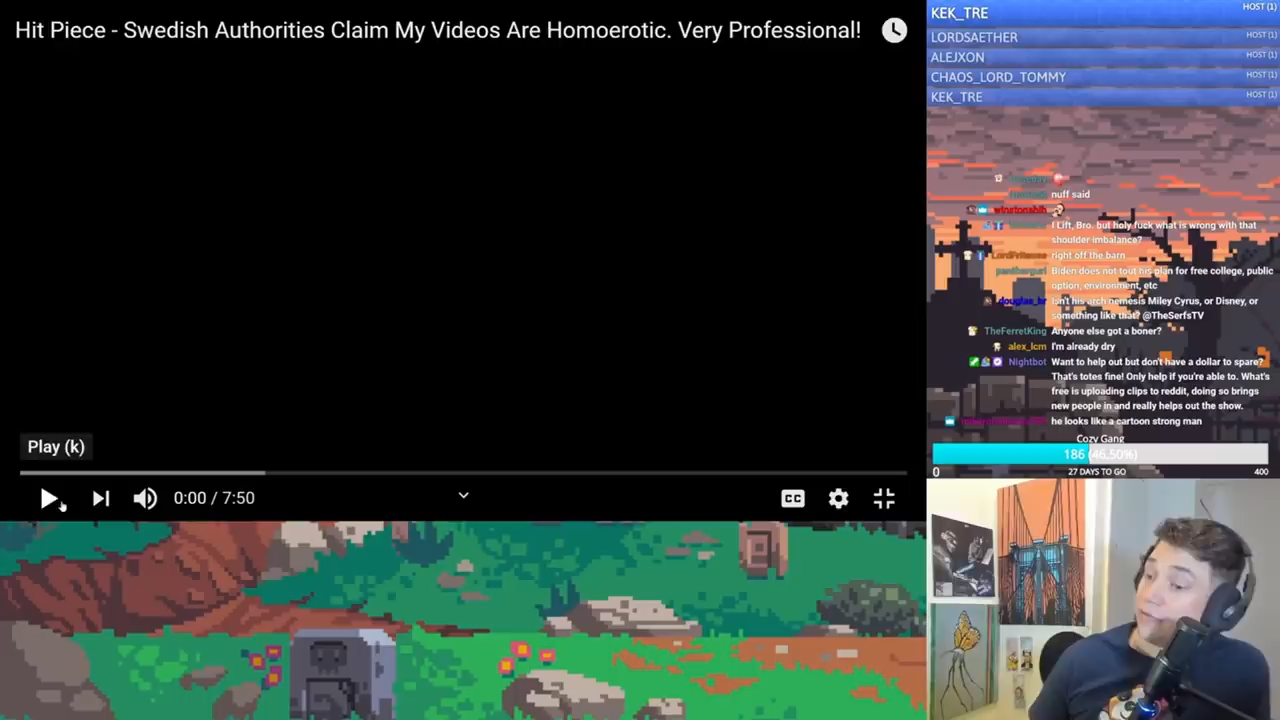 Hit Piece - Swedish Authorities Claim My Videos Are Homoerotic. Very Professional!
Play (k)
0:00 / 7:50
CC
KEK_TRE HOST (1)
LORDSAETHER HOST (1)
ALEJXON HOST (1)
CHAOS_LORD_TOMMY HOST (1)
KEK_TRE HOST (1)
nuff said
I Lift, Bro. but holy fuck what is wrong with that
shoulder imbalance?
right off the barn
Biden does not tout his plan for free college, public
option, environment, etc
douglas_br Isn't his arch nemesis Miley Cyrus, or Disney, or
something like that? @TheSerfsTV
TheFerretKing Anyone else got a boner?
alex_lcm I'm already dry
Nightbot Want to help out but don't have a dollar to spare?
That's totes fine! Only help if you're able to. What's
free is uploading clips to reddit, doing so brings
new people in and really helps out the show.
he looks like a cartoon strong man
Cozy Gang
186 (46.50%)
0 27 DAYS TO GO 400